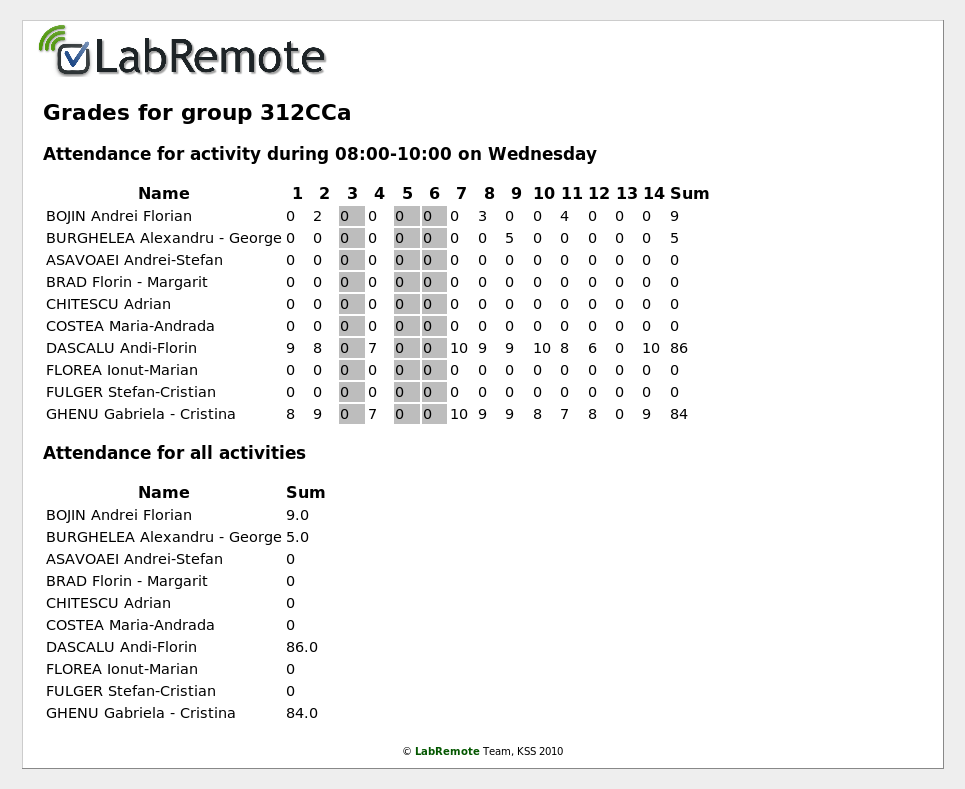 LabRemote
Grades for group 312CCa
Attendance for activity during 08:00-10:00 on Wednesday
Name 1 2 3 4 5 6 7 8 9 10 11 12 13 14 Sum
BOJIN Andrei Florian 0 2 0 0 0 0 0 3 0 0 4 0 0 0 9
BURGHELEA Alexandru - George 0 0 0 0 0 0 0 0 5 0 0 0 0 0 5
ASAVOAEI Andrei-Stefan 0 0 0 0 0 0 0 0 0 0 0 0 0 0 0
BRAD Florin - Margarit 0 0 0 0 0 0 0 0 0 0 0 0 0 0 0
CHITESCU Adrian 0 0 0 0 0 0 0 0 0 0 0 0 0 0 0
COSTEA Maria-Andrada 0 0 0 0 0 0 0 0 0 0 0 0 0 0 0
DASCALU Andi-Florin 9 8 0 7 0 0 10 9 9 10 8 6 0 10 86
FLOREA Ionut-Marian 0 0 0 0 0 0 0 0 0 0 0 0 0 0 0
FULGER Stefan-Cristian 0 0 0 0 0 0 0 0 0 0 0 0 0 0 0
GHENU Gabriela - Cristina 8 9 0 7 0 0 10 9 9 8 7 8 0 9 84
Attendance for all activities
Name Sum
BOJIN Andrei Florian 9.0
BURGHELEA Alexandru - George 5.0
ASAVOAEI Andrei-Stefan 0
BRAD Florin - Margarit 0
CHITESCU Adrian 0
COSTEA Maria-Andrada 0
DASCALU Andi-Florin 86.0
FLOREA Ionut-Marian 0
FULGER Stefan-Cristian 0
GHENU Gabriela - Cristina 84.0
© LabRemote Team, KSS 2010